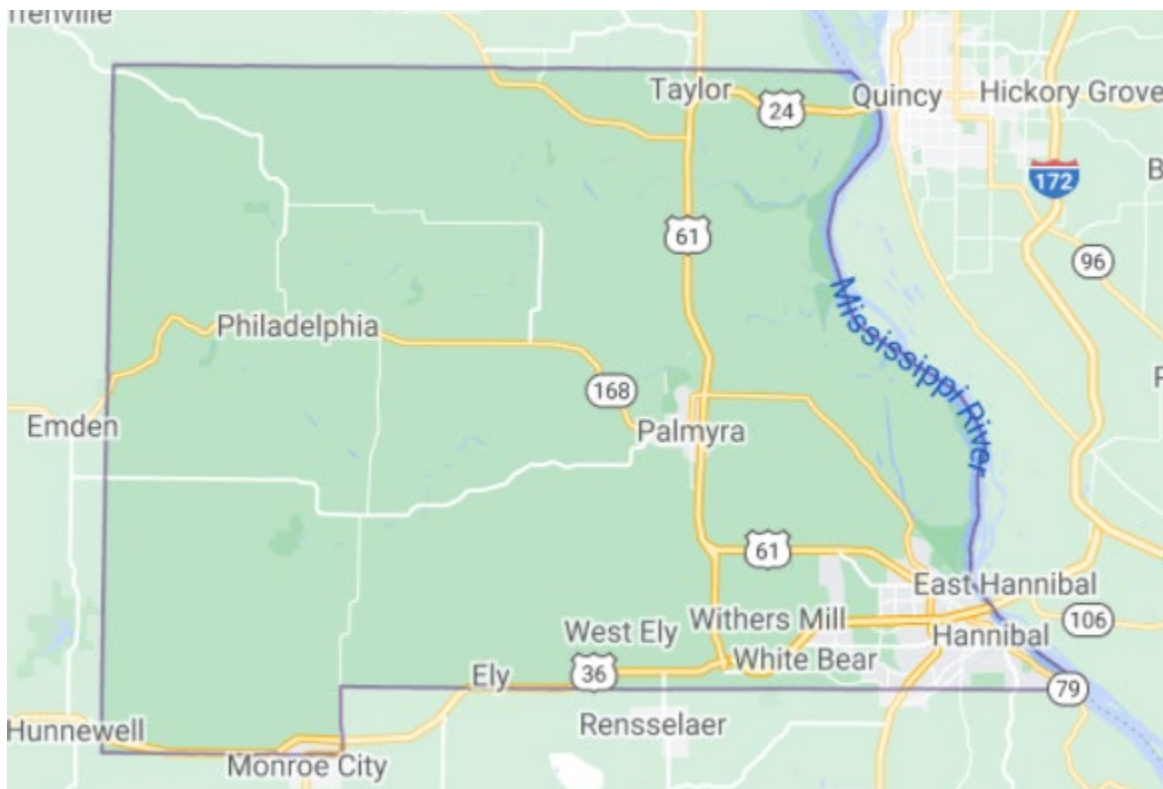 Taylor
24
Quincy
Hickory Grove
172
61
96
Mississippi River
Philadelphia
168
Emden
Palmyra
61
East Hannibal
Withers Mill
106
West Ely
Hannibal
White Bear
Ely
36
79
Hunnewell
Rensselaer
Monroe City